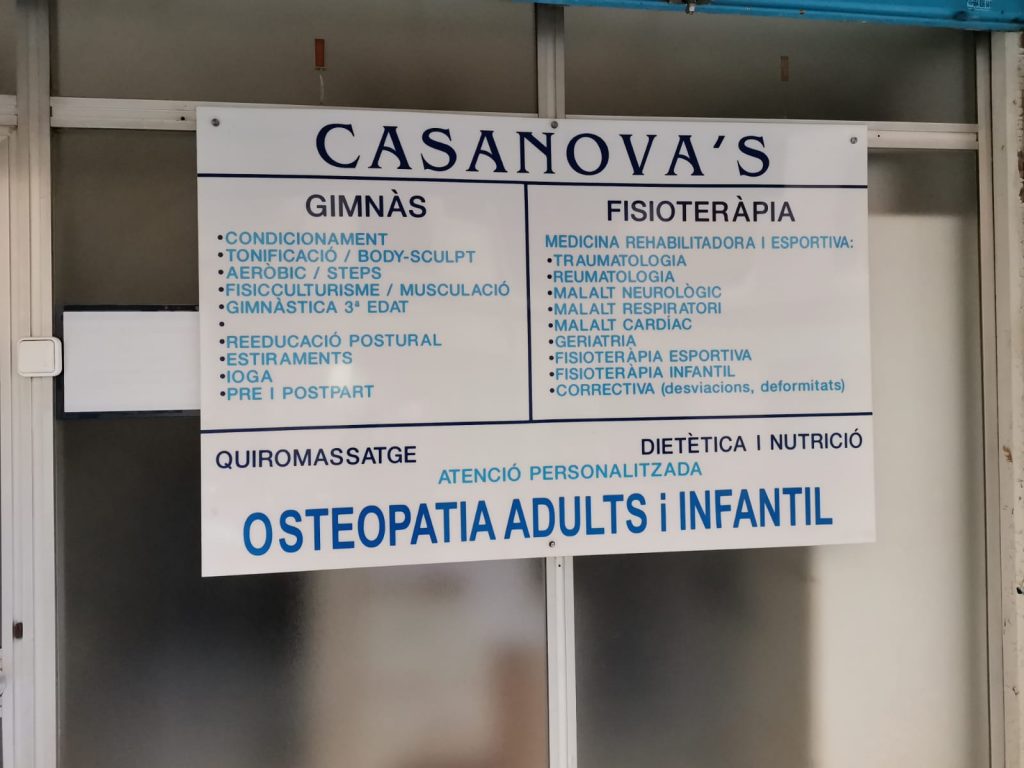 CASANOVA'S
GIMNÀS
•CONDICIONAMENT
•TONIFICACIÓ / BODY-SCULPT
•AERÒBIC / STEPS
•FISICCULTURISME / MUSCULACIÓ
•GIMNÀSTICA 3ª EDAT
•
•REEDUCACIÓ POSTURAL
•ESTIRAMENTS
•IOGA
•PRE I POSTPART
FISIOTERÀPIA
MEDICINA REHABILITADORA I ESPORTIVA:
•TRAUMATOLOGIA
•REUMATOLOGIA
•MALALT NEUROLÒGIC
•MALALT RESPIRATORI
•MALALT CARDÍAC
•GERIATRIA
•FISIOTERÀPIA ESPORTIVA
•FISIOTERÀPIA INFANTIL
•CORRECTIVA (desviacions, deformitats)
QUIROMASSATGE
DIETÈTICA I NUTRICIÓ
ATENCIÓ PERSONALITZADA
OSTEOPATIA ADULTS i INFANTIL